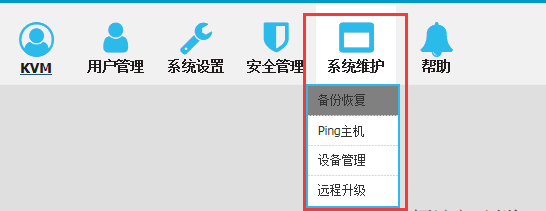 KVM 用户管理 系统设置 安全管理 系统维护 帮助
备份恢复
Ping主机
设备管理
远程升级